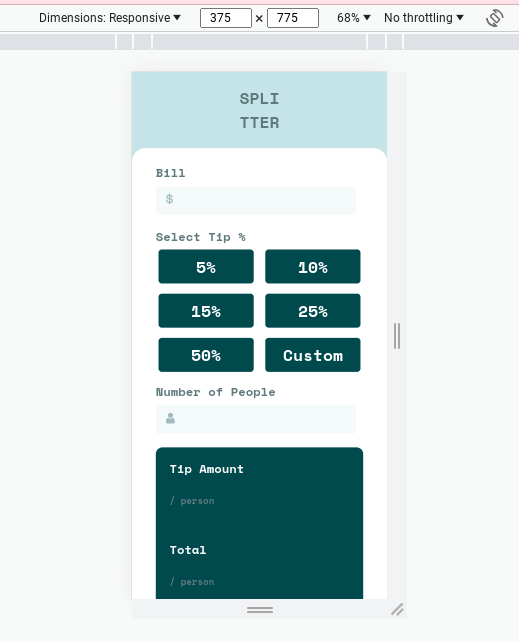 Dimensions: Responsive ▼ 375 × 775 68% ▼ No throttling ▼
SPLI
TTER
Bill
$
Select Tip %
5% 10%
15% 25%
50% Custom
Number of People
Tip Amount
/ person
Total
/ person